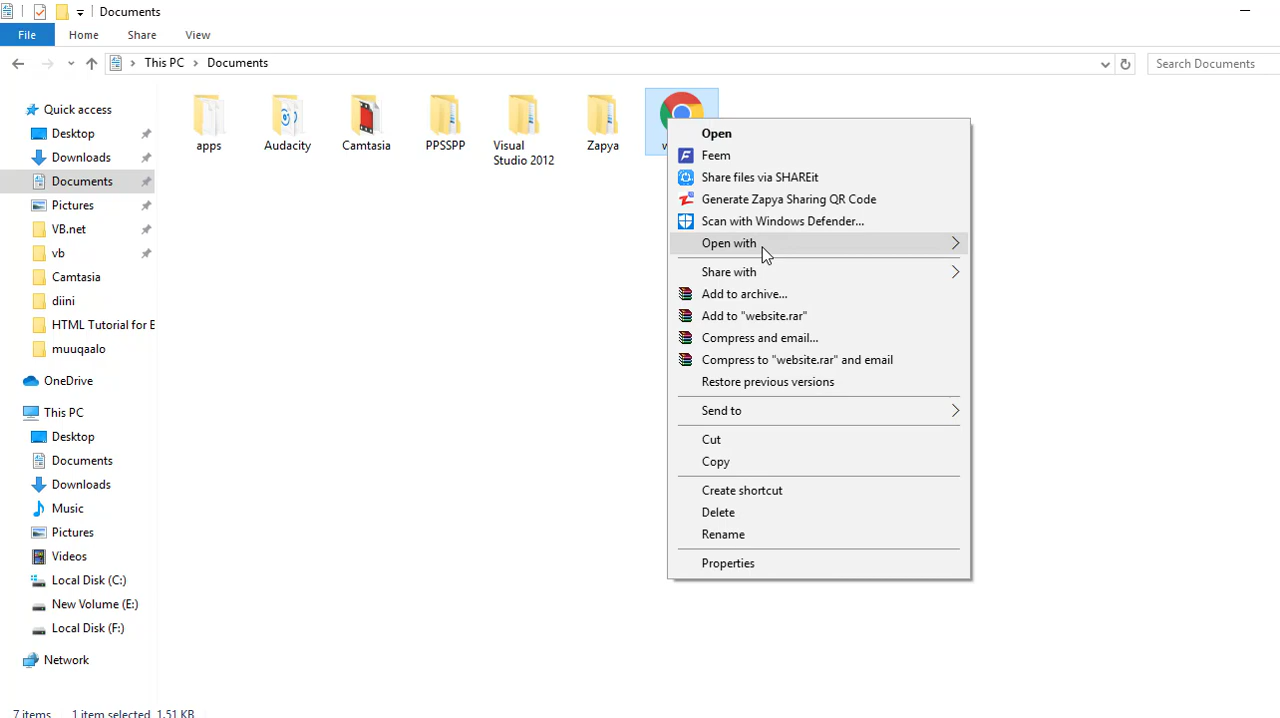 Documents
File Home Share View
This PC Documents Search Documents
Quick access
Desktop
Downloads
Documents
Pictures
VB.net
vb
Camtasia
diini
HTML Tutorial for E
muuqaalo
OneDrive
This PC
Desktop
Documents
Downloads
Music
Pictures
Videos
Local Disk (C:)
New Volume (E:)
Local Disk (F:)
Network
apps
Audacity
Camtasia
PPSSPP
Visual
Studio 2012
Zapya
w
Open
Feem
Share files via SHAREit
Generate Zapya Sharing QR Code
Scan with Windows Defender...
Open with
Share with
Add to archive...
Add to "website.rar"
Compress and email...
Compress to "website.rar" and email
Restore previous versions
Send to
Cut
Copy
Create shortcut
Delete
Rename
Properties
7 items 1 item selected 1.51 KB